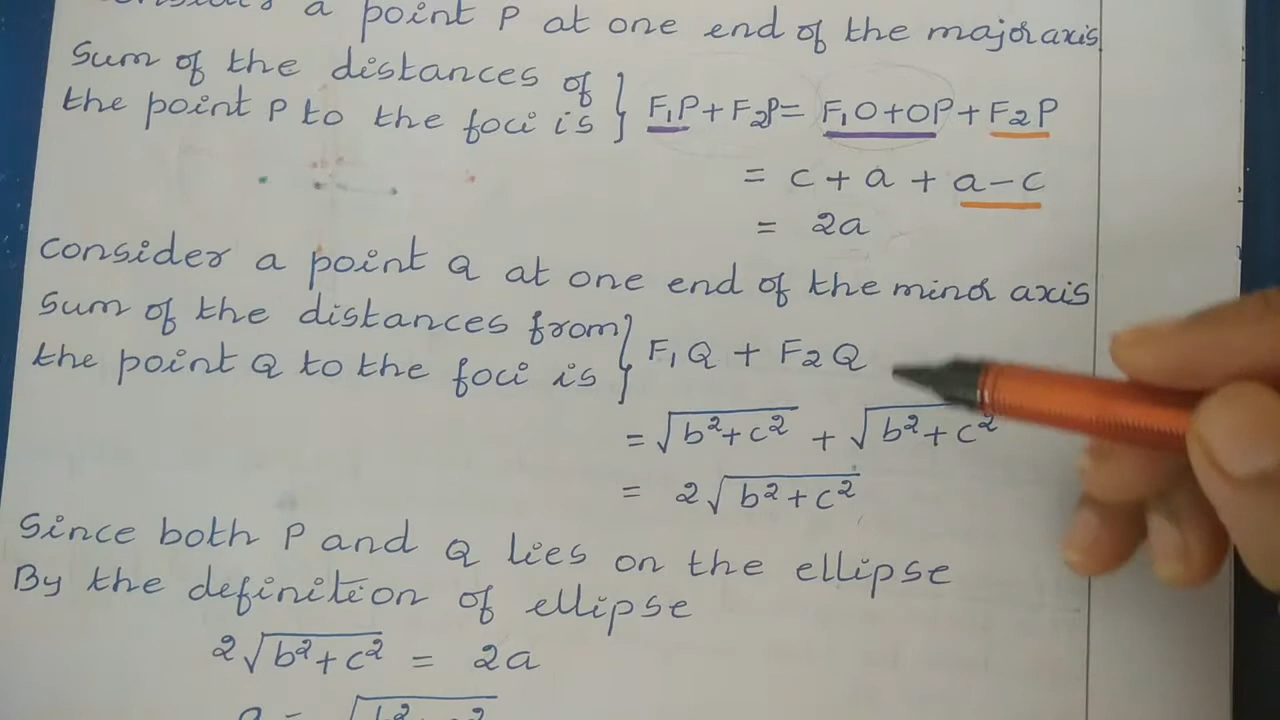 a point P at one end of the major axis
Sum of the distances of
the point P to the foci is } F₁P + F₂P = F₁O + OP + F₂P
= c + a + a - c
= 2a
Consider a point Q at one end of the minor axis
Sum of the distances from
the point Q to the foci is } F₁Q + F₂Q
= √b²+c² + √b²+c²
= 2√b²+c²
Since both P and Q lies on the ellipse
By the definition of ellipse
2√b²+c² = 2a